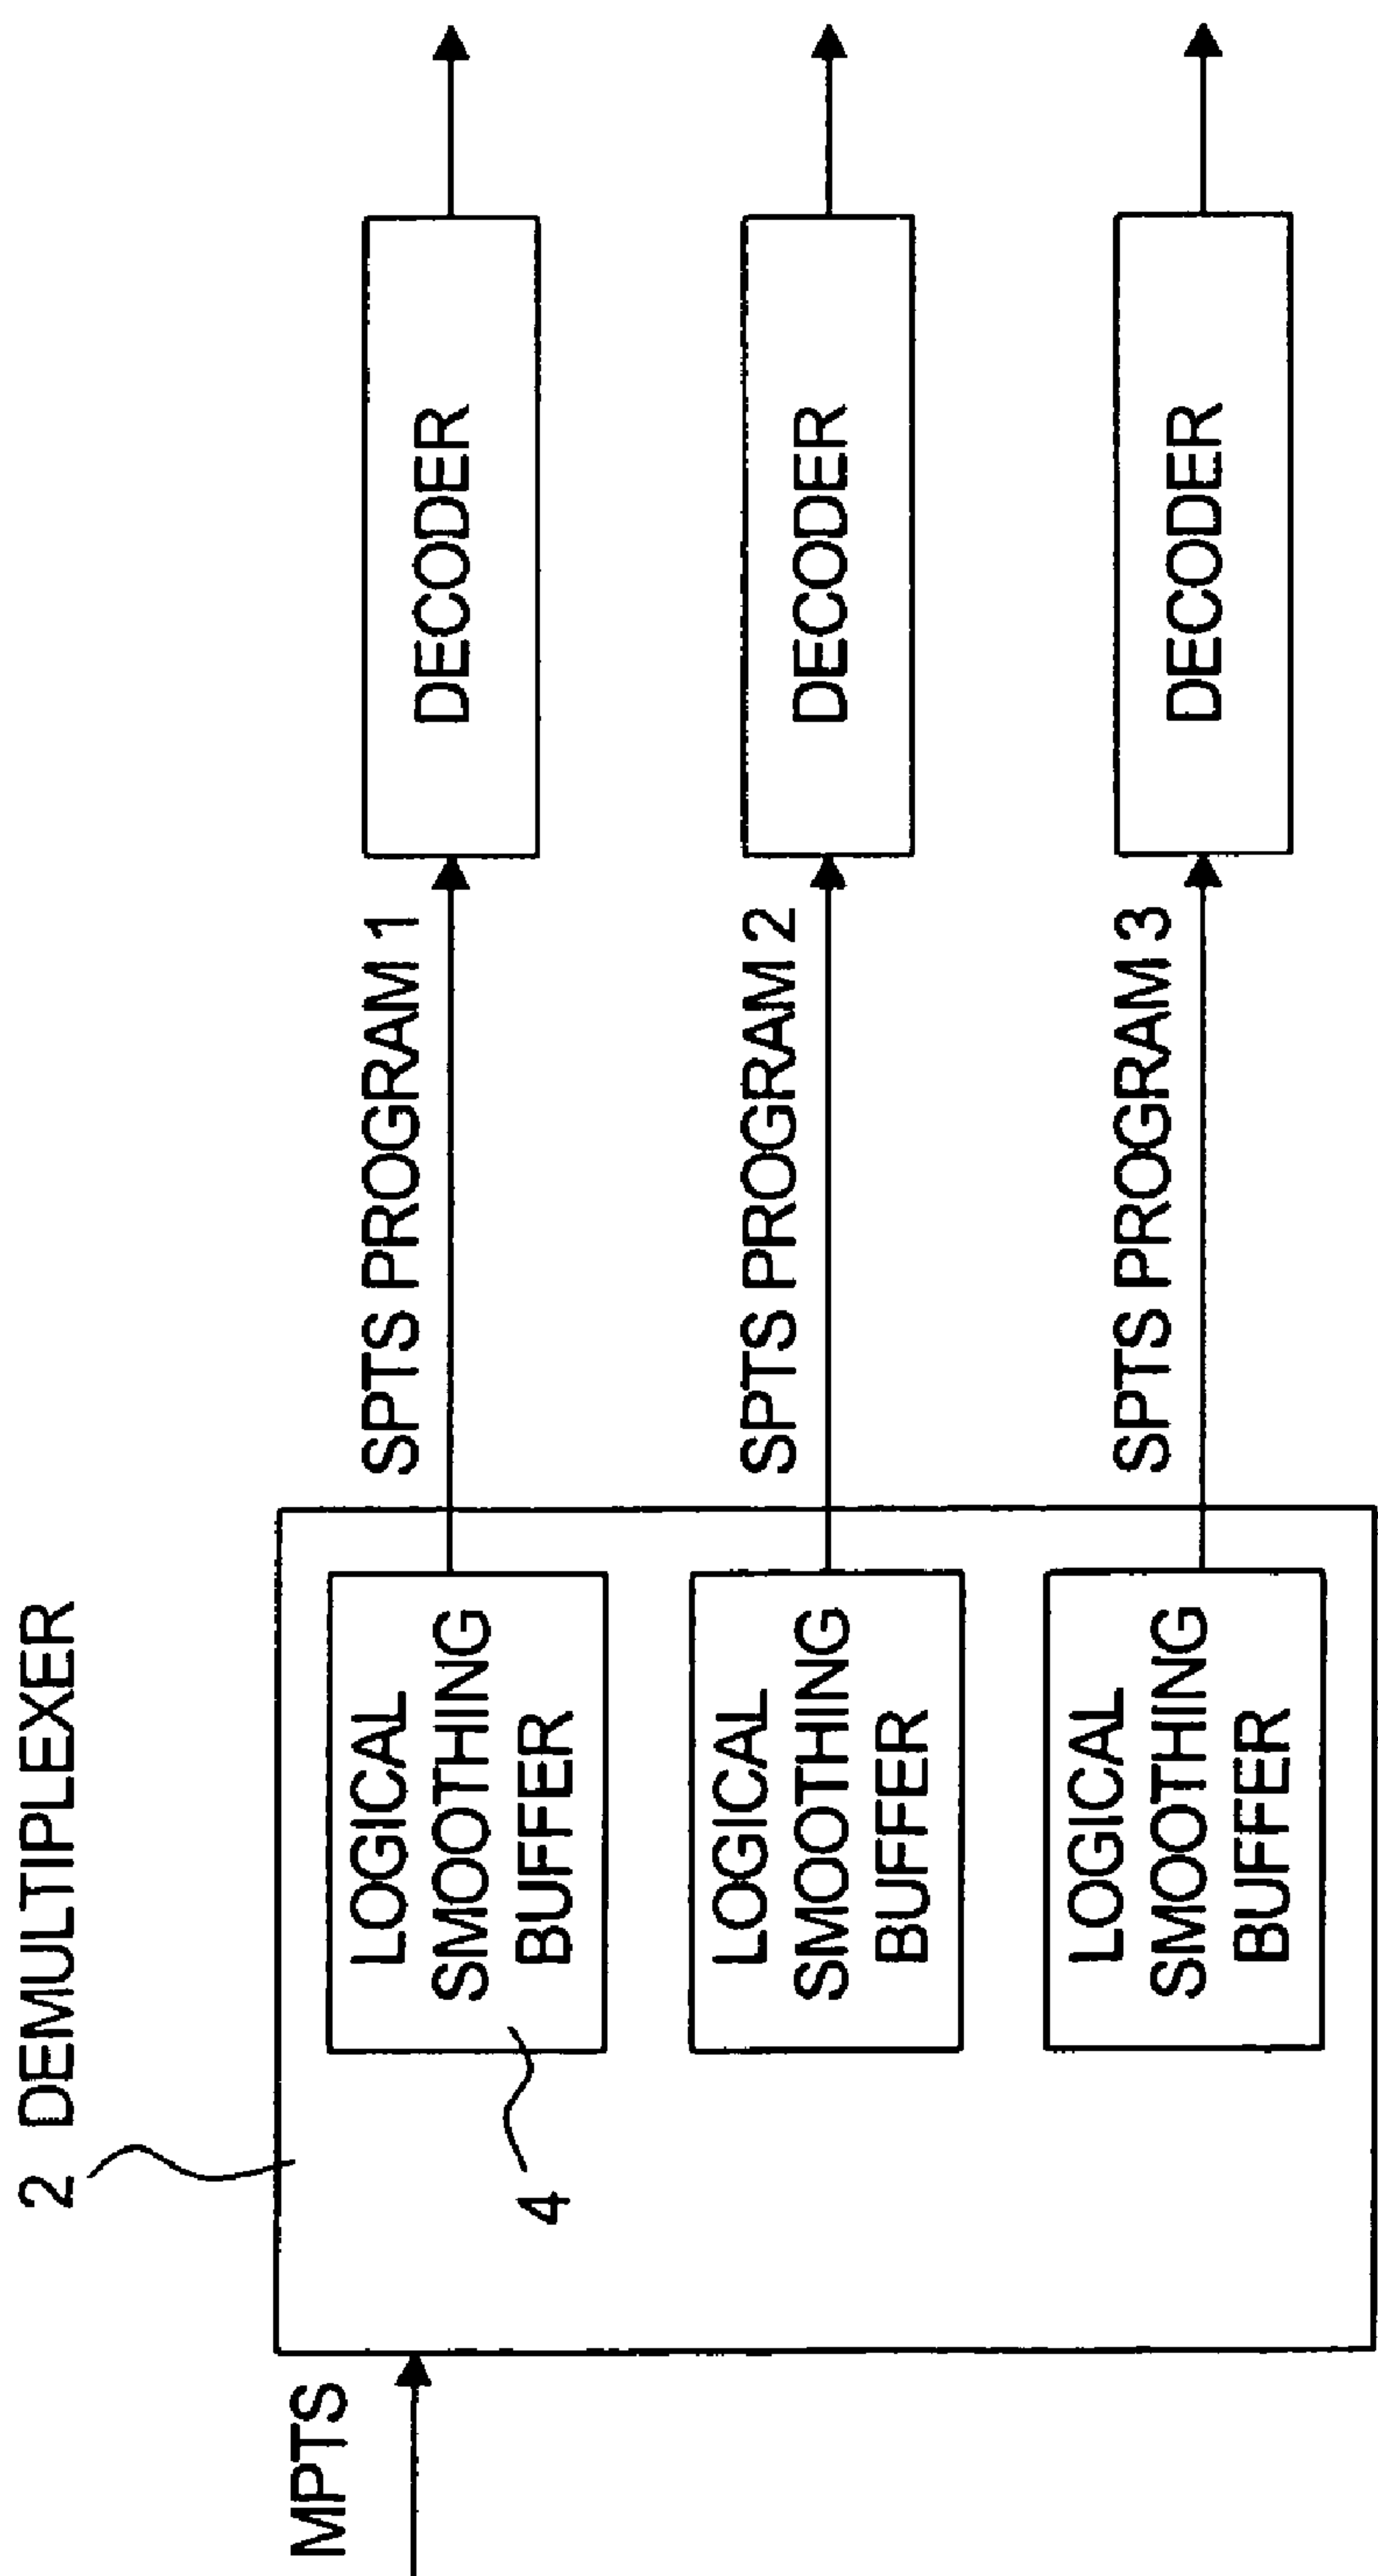 2 DEMULTIPLEXER
MPTS
4
LOGICAL
SMOOTHING
BUFFER
SPTS PROGRAM 1
DECODER
LOGICAL
SMOOTHING
BUFFER
SPTS PROGRAM 2
DECODER
LOGICAL
SMOOTHING
BUFFER
SPTS PROGRAM 3
DECODER